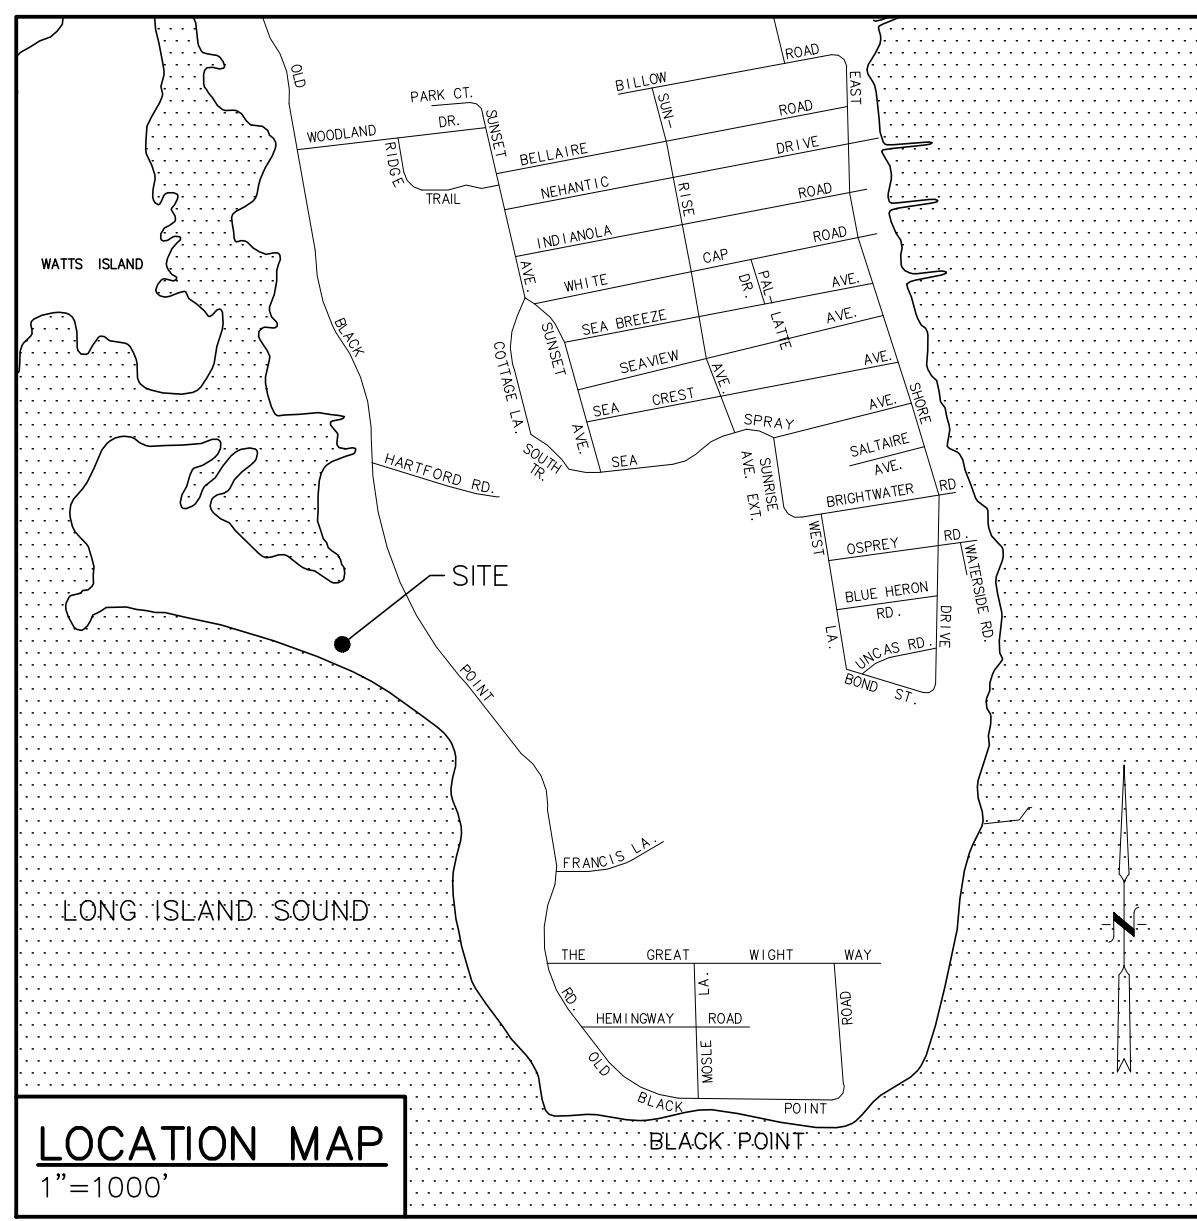 ROAD
BILLOW
EAST
OLD
PARK CT.
SUN-
ROAD
WOODLAND DR.
SUNSET
BELLAIRE
DRIVE
RIDGE
TRAIL
NEHANTIC
RISE
ROAD
INDIANOLA
ROAD
WATTS ISLAND
AVE.
WHITE CAP
PAL-
DR.
LATTE
AVE.
SEA BREEZE
AVE.
BLACK
SUNSET
COTTAGE LA.
SEAVIEW
AVE.
AVE.
SHORE
SEA CREST
AVE.
AVE.
SPRAY
SOUTH
TR.
SEA
SALTAIRE
AVE.
HARTFORD RD.
SUNRISE
AVE. EXT.
BRIGHTWATER RD.
WEST
OSPREY RD.
WATERSIDE RD.
SITE
BLUE HERON
RD.
DRIVE
LA.
UNCAS RD.
BOND ST.
POINT
FRANCIS LA.
LONG ISLAND SOUND
THE GREAT WIGHT WAY
RD.
LA.
ROAD
HEMINGWAY ROAD
OLD
MOSLE
BLACK POINT
BLACK POINT
N
LOCATION MAP
1"=1000'